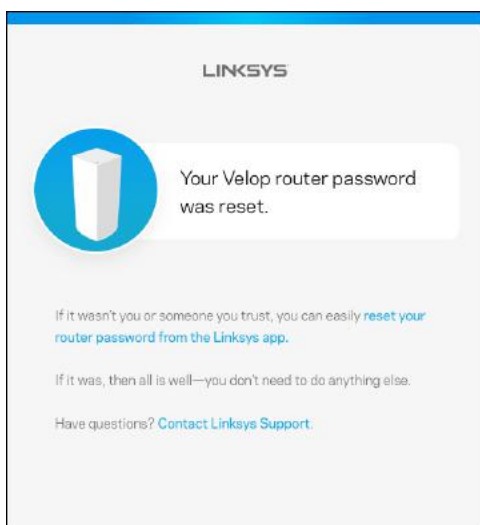 LINKSYS
Your Velop router password
was reset.
If it wasn't you or someone you trust, you can easily reset your
router password from the Linksys app.
If it was, then all is well—you don't need to do anything else.
Have questions? Contact Linksys Support.